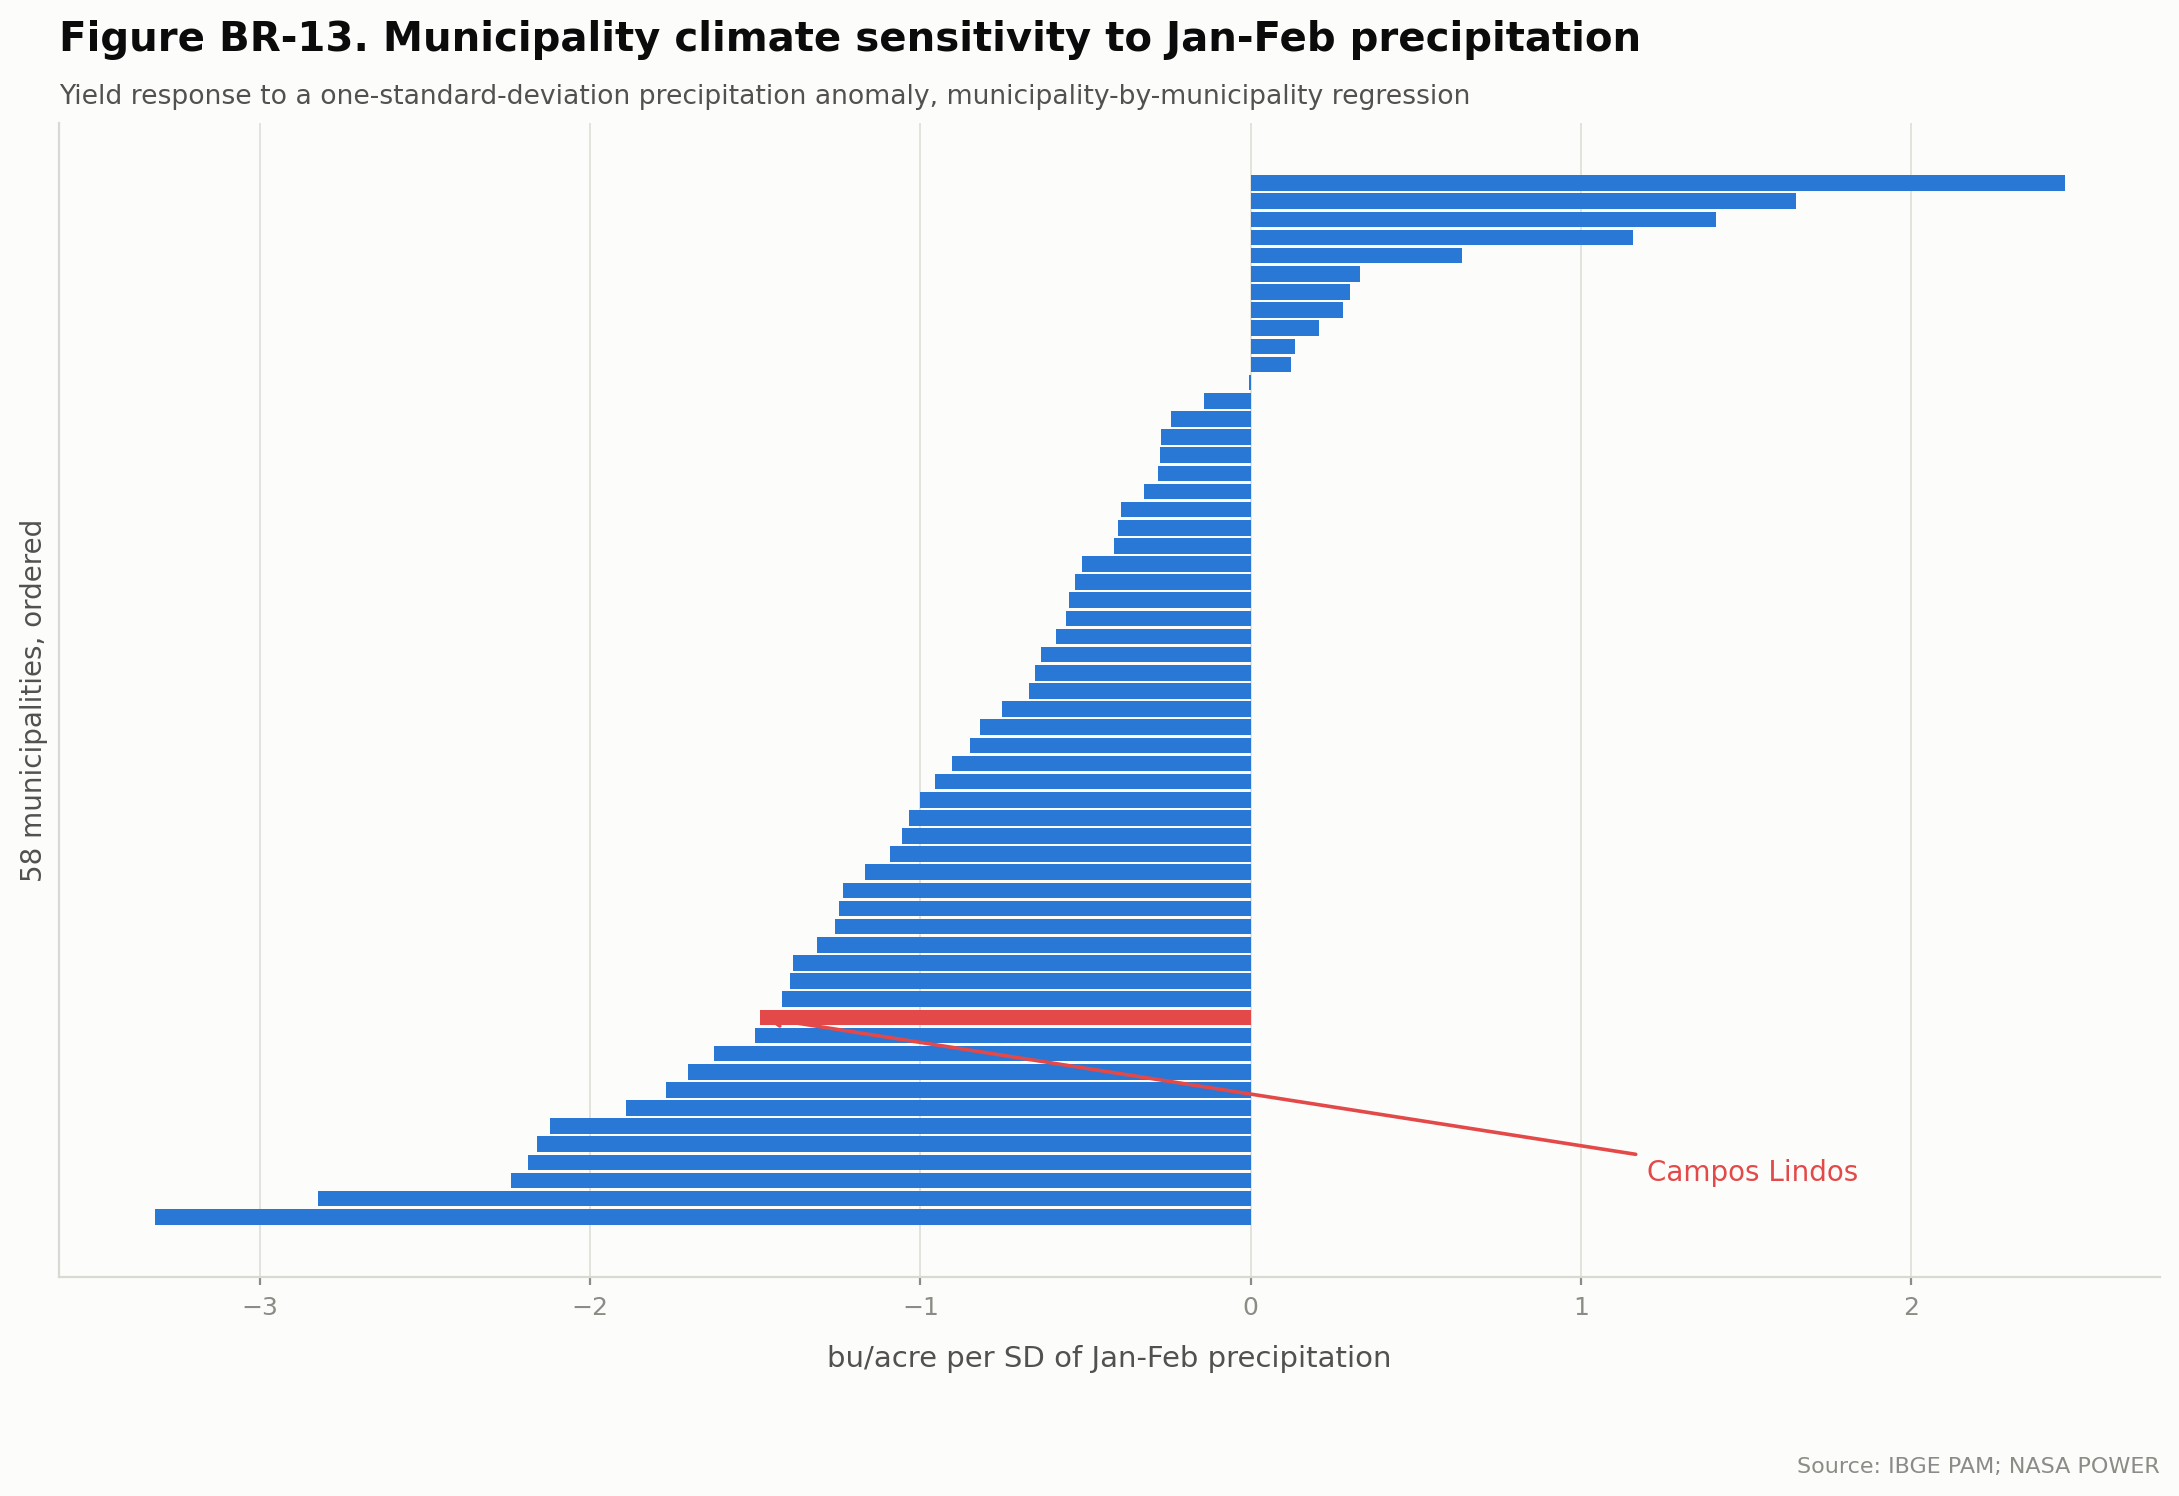 Figure BR-13. Municipality climate sensitivity to Jan-Feb precipitation
Yield response to a one-standard-deviation precipitation anomaly, municipality-by-municipality regression
58 municipalities, ordered
Campos Lindos
−3 −2 −1 0 1 2
bu/acre per SD of Jan-Feb precipitation
Source: IBGE PAM; NASA POWER